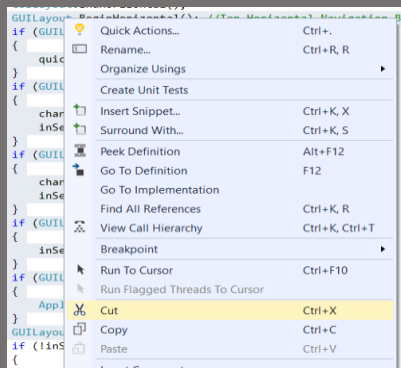 GUILayout.BeginHorizontal(); //Top Horizontal Navigation B
if (GUIL
{
quic
}
if (GUIL
{
chan
inSe
}
if (GUIL
{
chan
inSe
}
if (GUIL
{
inSe
}
if (GUIL
{
Appl
}
GUILayou
if (!inS
{
Quick Actions... Ctrl+.
Rename... Ctrl+R, R
Organize Usings
Create Unit Tests
Insert Snippet... Ctrl+K, X
Surround With... Ctrl+K, S
Peek Definition Alt+F12
Go To Definition F12
Go To Implementation
Find All References Ctrl+K, R
View Call Hierarchy Ctrl+K, Ctrl+T
Breakpoint
Run To Cursor Ctrl+F10
Run Flagged Threads To Cursor
Cut Ctrl+X
Copy Ctrl+C
Paste Ctrl+V